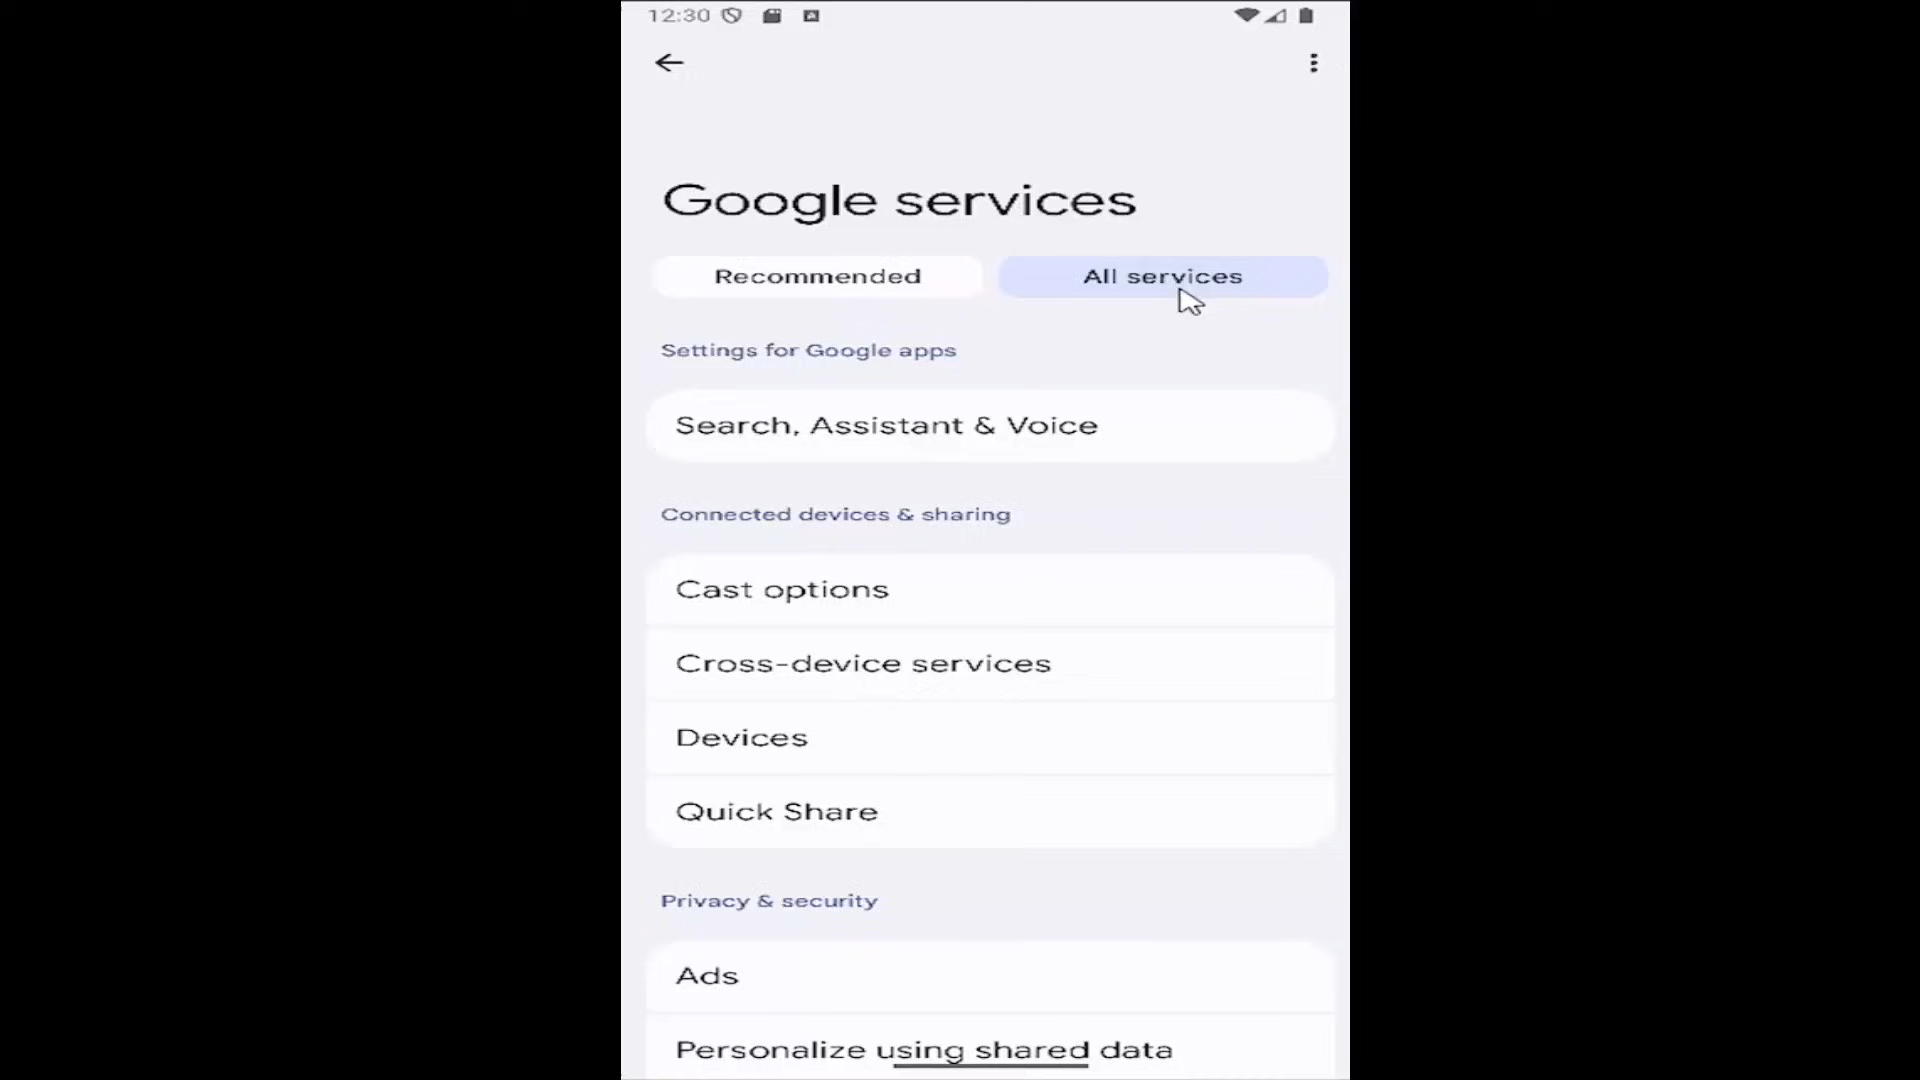 12:30
Google services
Recommended
All services
Settings for Google apps
Search, Assistant & Voice
Connected devices & sharing
Cast options
Cross-device services
Devices
Quick Share
Privacy & security
Ads
Personalize using shared data